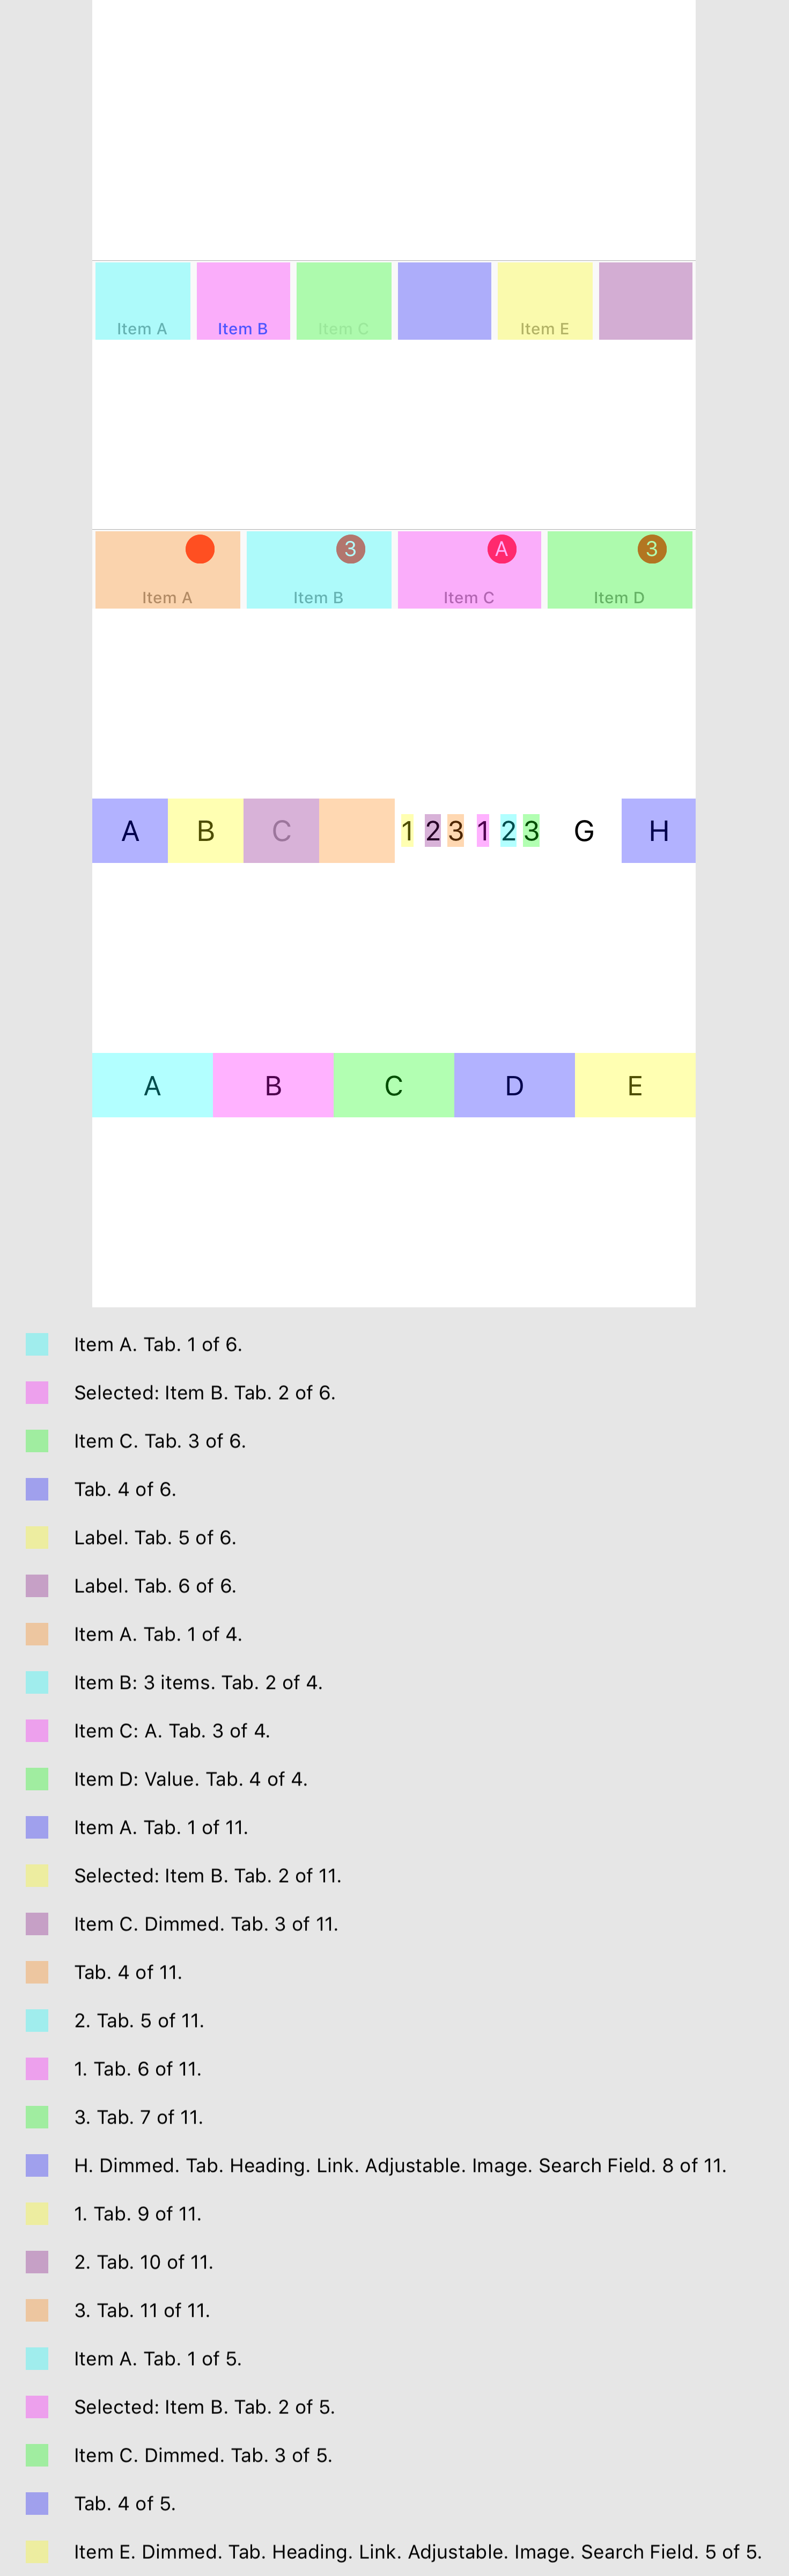 Item A Item B Item C Item E
3 A 3
Item A Item B Item C Item D
A B C 1 2 3 1 2 3 G H
A B C D E
Item A. Tab. 1 of 6.
Selected: Item B. Tab. 2 of 6.
Item C. Tab. 3 of 6.
Tab. 4 of 6.
Label. Tab. 5 of 6.
Label. Tab. 6 of 6.
Item A. Tab. 1 of 4.
Item B: 3 items. Tab. 2 of 4.
Item C: A. Tab. 3 of 4.
Item D: Value. Tab. 4 of 4.
Item A. Tab. 1 of 11.
Selected: Item B. Tab. 2 of 11.
Item C. Dimmed. Tab. 3 of 11.
Tab. 4 of 11.
2. Tab. 5 of 11.
1. Tab. 6 of 11.
3. Tab. 7 of 11.
H. Dimmed. Tab. Heading. Link. Adjustable. Image. Search Field. 8 of 11.
1. Tab. 9 of 11.
2. Tab. 10 of 11.
3. Tab. 11 of 11.
Item A. Tab. 1 of 5.
Selected: Item B. Tab. 2 of 5.
Item C. Dimmed. Tab. 3 of 5.
Tab. 4 of 5.
Item E. Dimmed. Tab. Heading. Link. Adjustable. Image. Search Field. 5 of 5.